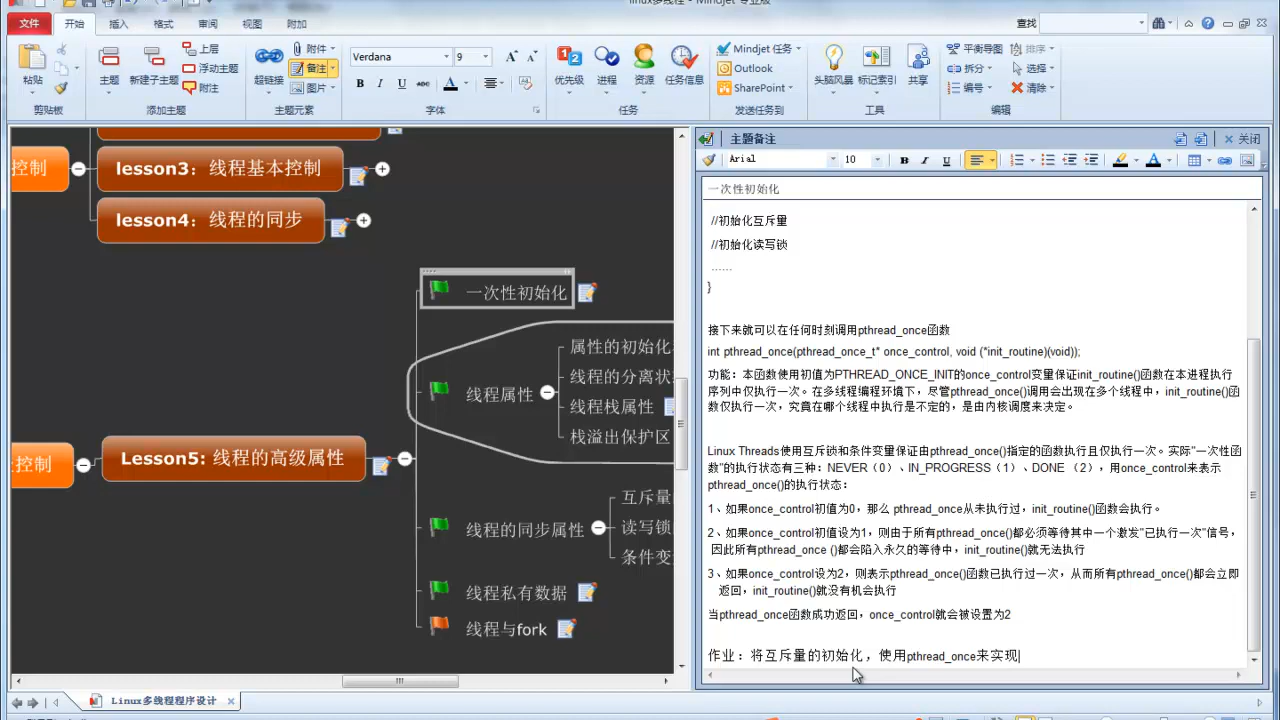 linux多线程 - Mindjet 专业版
文件 开始 插入 格式 审阅 视图 附加 查找
粘贴 主题 新建子主题 上层 浮动主题 附注 超链接 附件 备注 图片 Verdana 9 优先级 进程 资源 任务信息 Mindjet 任务 Outlook SharePoint 头脑风暴 标记索引 共享 平衡导图 拆分 编号 排序 选择 清除
剪贴板 添加主题 主题元素 字体 任务 发送任务到 工具 编辑
控制
lesson3：线程基本控制
lesson4：线程的同步
一次性初始化
线程属性
属性的初始化
线程的分离状
线程栈属性
栈溢出保护区
控制
Lesson5: 线程的高级属性
线程的同步属性
互斥量
读写锁
条件变
线程私有数据
线程与fork
Linux多线程程序设计
主题备注 关闭
Arial 10
一次性初始化
//初始化互斥量
//初始化读写锁
......
}
接下来就可以在任何时刻调用pthread_once函数
int pthread_once(pthread_once_t* once_control, void (*init_routine)(void));
功能：本函数使用初值为PTHREAD_ONCE_INIT的once_control变量保证init_routine()函数在本进程执行
序列中仅执行一次。在多线程编程环境下，尽管pthread_once()调用会出现在多个线程中，init_routine()函
数仅执行一次，究竟在哪个线程中执行是不定的，是由内核调度来决定。
Linux Threads使用互斥锁和条件变量保证由pthread_once()指定的函数执行且仅执行一次。实际"一次性函
数"的执行状态有三种：NEVER（0）、IN_PROGRESS（1）、DONE （2），用once_control来表示
pthread_once()的执行状态：
1、如果once_control初值为0，那么 pthread_once从未执行过，init_routine()函数会执行。
2、如果once_control初值设为1，则由于所有pthread_once()都必须等待其中一个激发"已执行一次"信号，
因此所有pthread_once ()都会陷入永久的等待中，init_routine()就无法执行
3、如果once_control设为2，则表示pthread_once()函数已执行过一次，从而所有pthread_once()都会立即
返回，init_routine()就没有机会执行
当pthread_once函数成功返回，once_control就会被设置为2
作业：将互斥量的初始化，使用pthread_once来实现